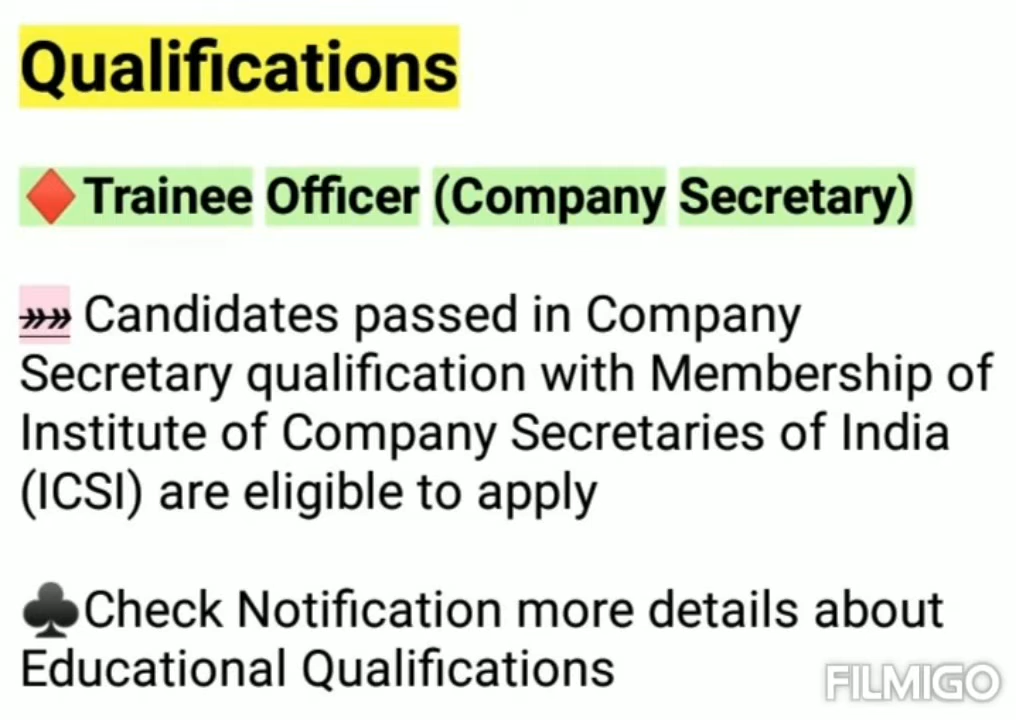 Qualifications
♦️Trainee Officer (Company Secretary)
»» Candidates passed in Company
Secretary qualification with Membership of
Institute of Company Secretaries of India
(ICSI) are eligible to apply
♣️Check Notification more details about
Educational Qualifications
FILMIGO